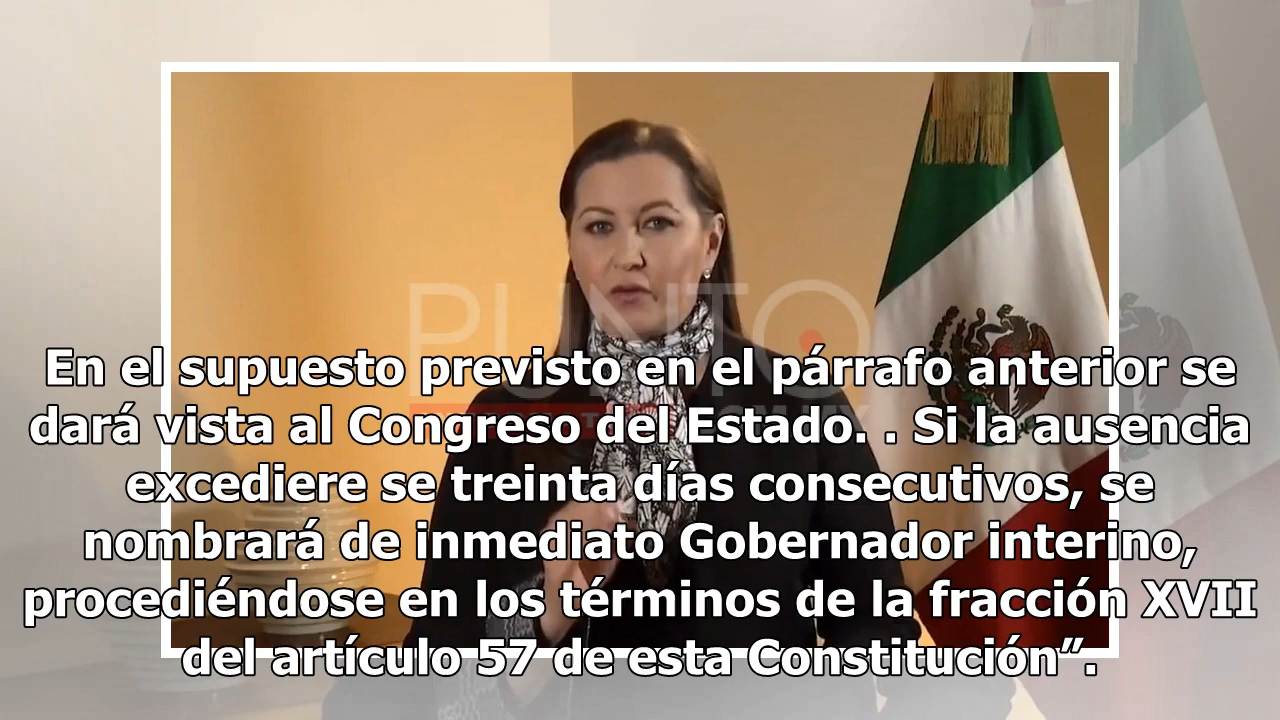 PUNTO
En el supuesto previsto en el párrafo anterior se
dará vista al Congreso del Estado. . Si la ausencia
excediere se treinta días consecutivos, se
nombrará de inmediato Gobernador interino,
procediéndose en los términos de la fracción XVII
del artículo 57 de esta Constitución”.